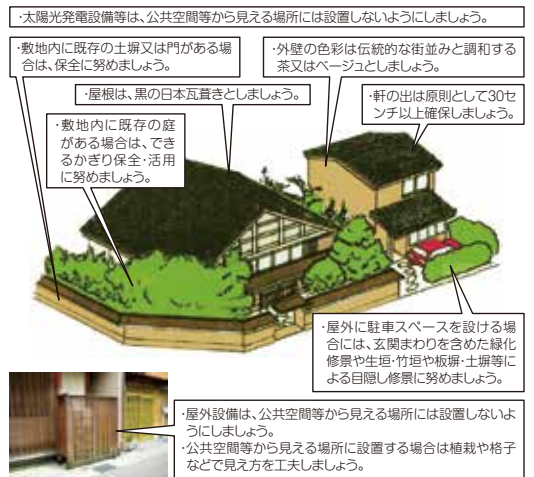 ・太陽光発電設備等は、公共空間等から見える場所には設置しないようにしましょう。
・敷地内に既存の土塀又は門がある場
合は、保全に努めましょう。
・外壁の色彩は伝統的な街並みと調和する
茶又はベージュとしましょう。
・屋根は、黒の日本瓦葺きとしましょう。
・軒の出は原則として30セ
ンチ以上確保しましょう。
・敷地内に既存の庭
がある場合は、でき
るかぎり保全・活用
に努めましょう。
・屋外に駐車スペースを設ける場
合には、玄関まわりを含めた緑化
修景や生垣・竹垣や板塀・土塀等に
よる目隠し修景に努めましょう。
・屋外設備は、公共空間等から見える場所には設置しないよ
うにしましょう。
・公共空間等から見える場所に設置する場合は植栽や格子
などで見え方を工夫しましょう。